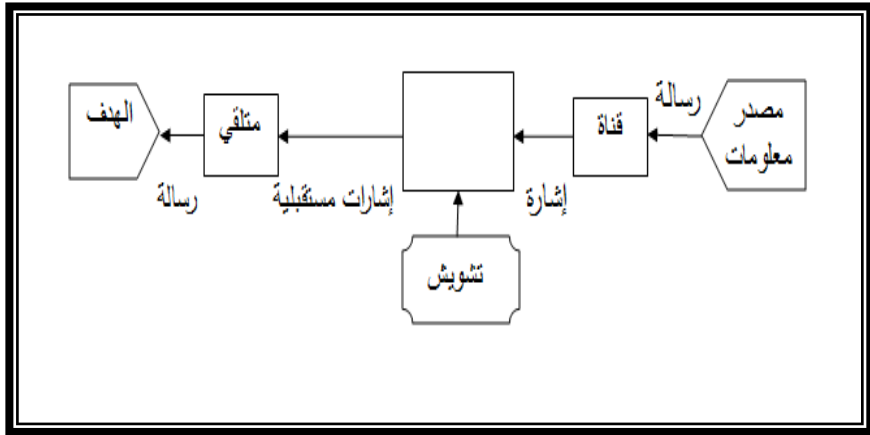 مصدر
معلومات
رسالة
قناة
إشارة
تشويش
إشارات مستقبلية
متلقي
رسالة
الهدف